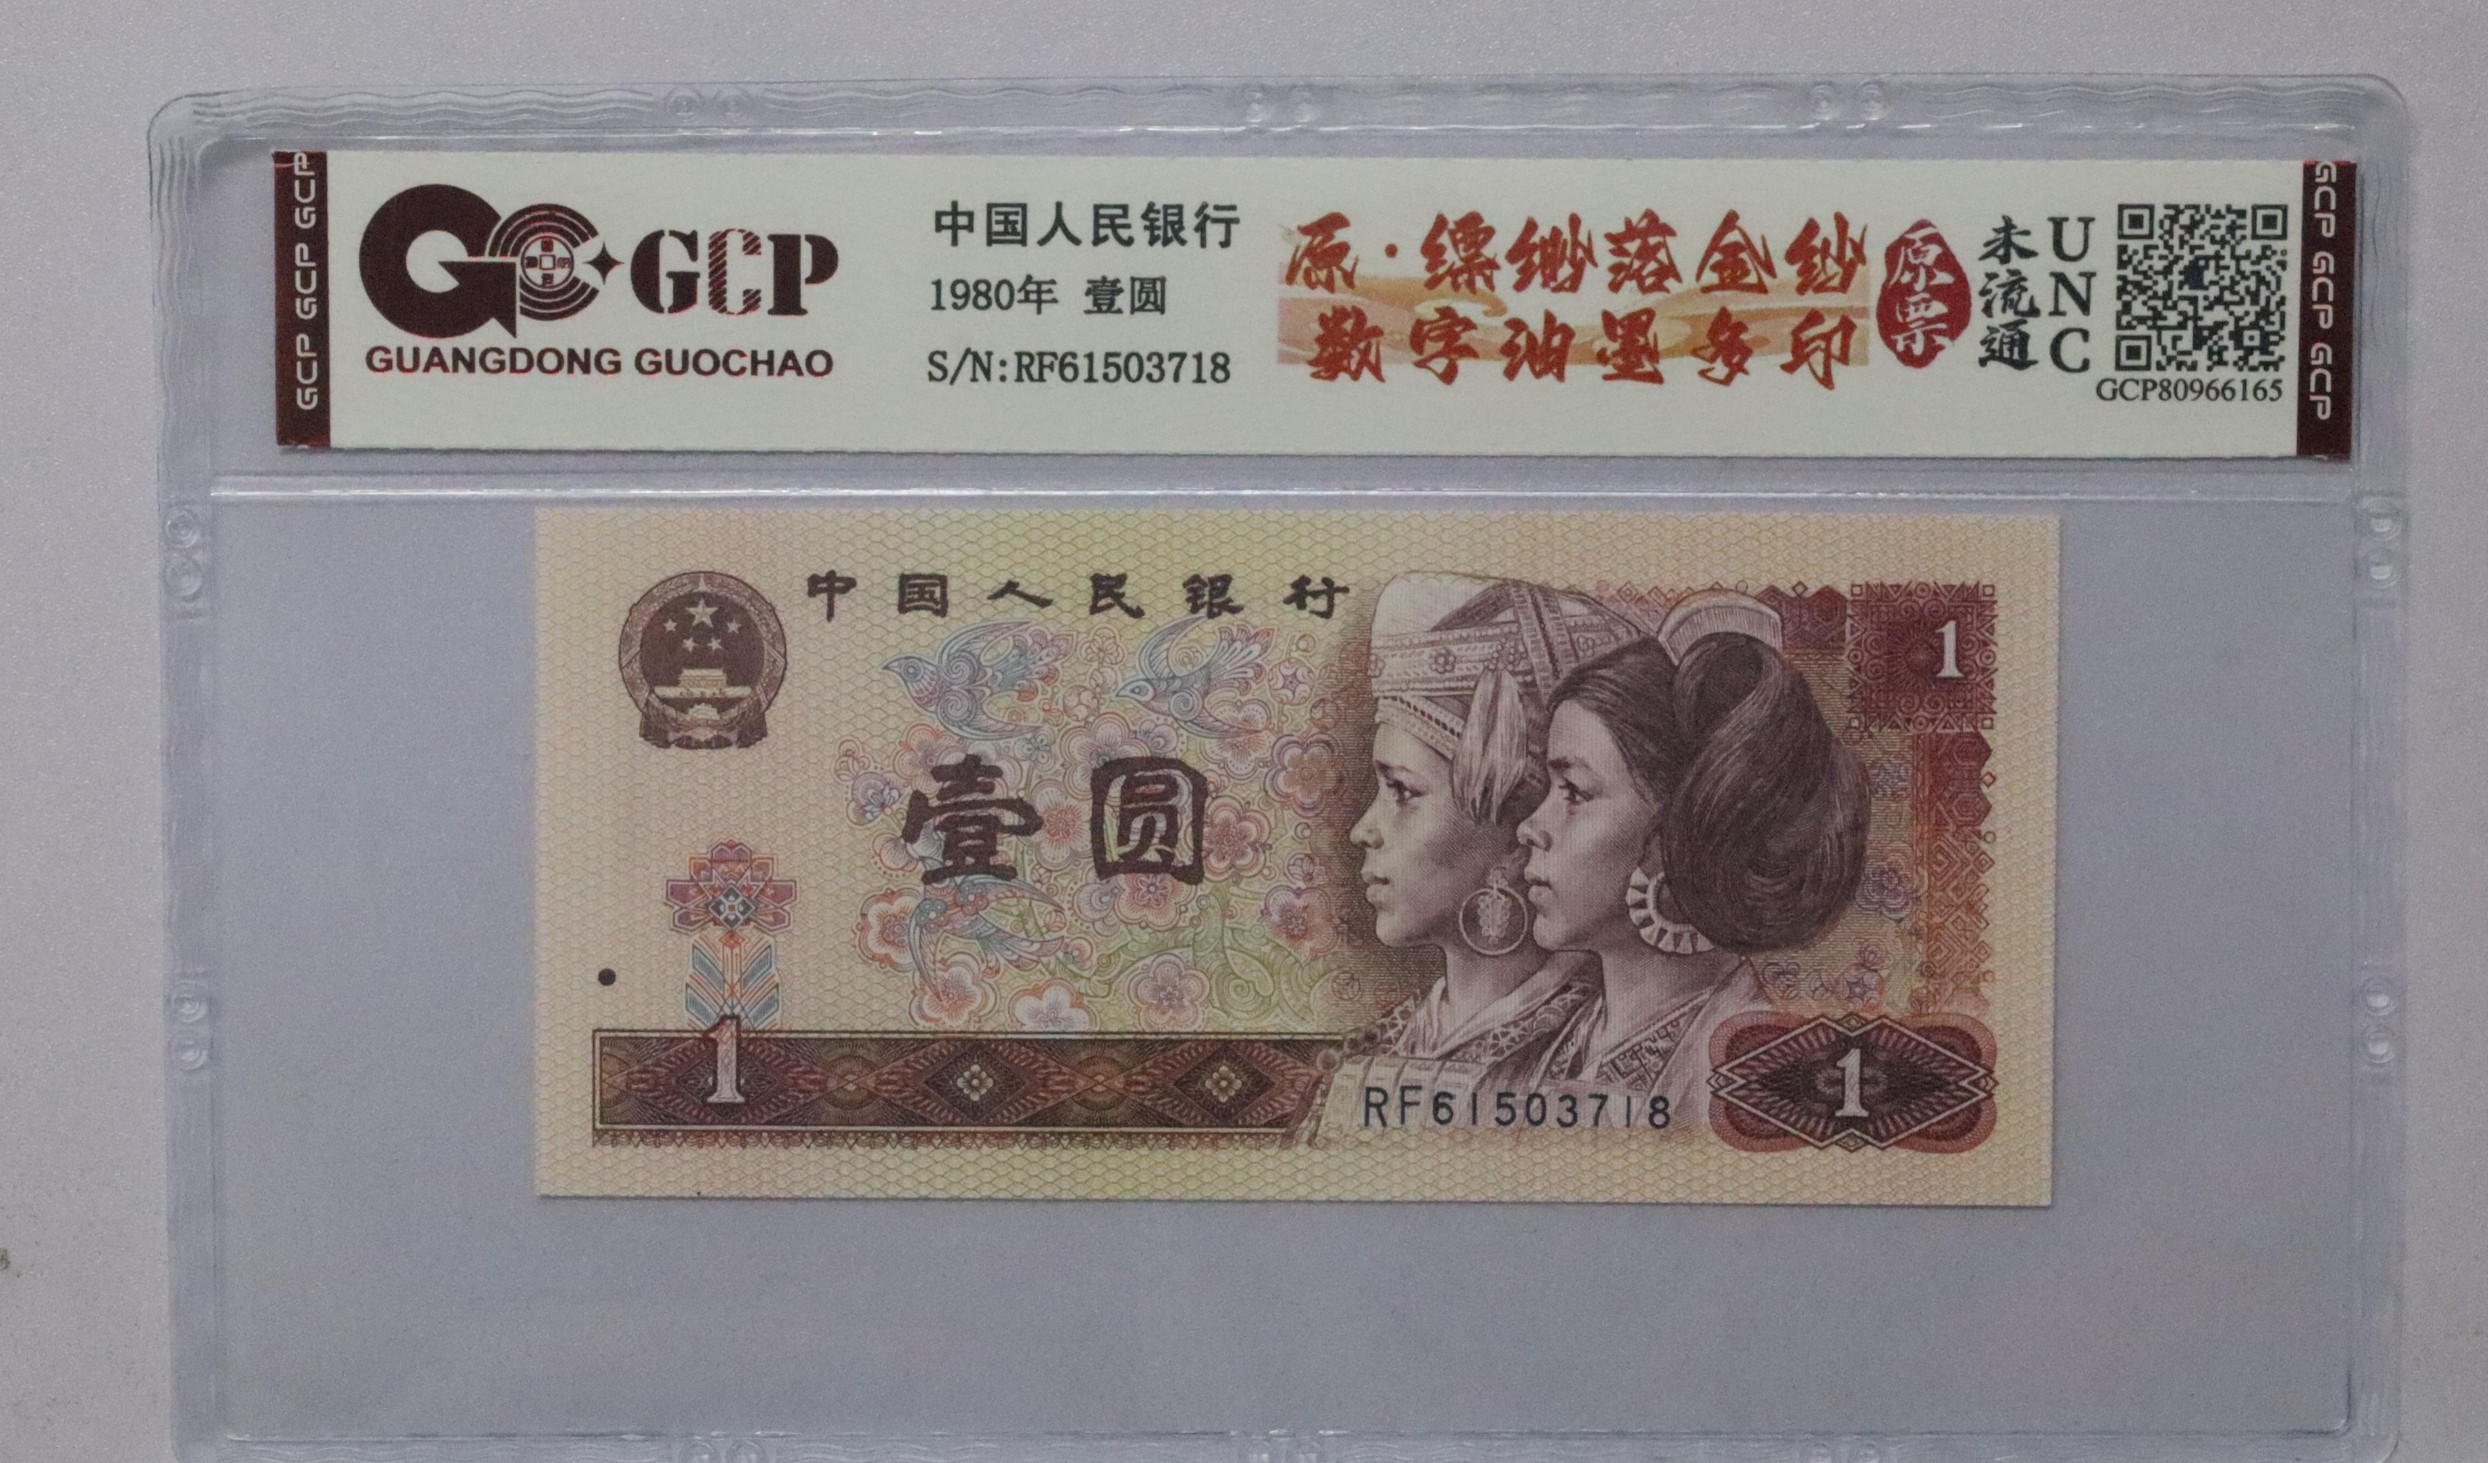 GCP GCP GCP
GCP
GUANGDONG GUOCHAO
中国人民银行
1980年 壹圆
S/N:RF61503718
原·缥缈落金纱
数字油墨多印
原票
未流通
UNC
GCP80966165
GCP GCP GCP
中国人民银行
1
壹圆
1
RF61503718
1